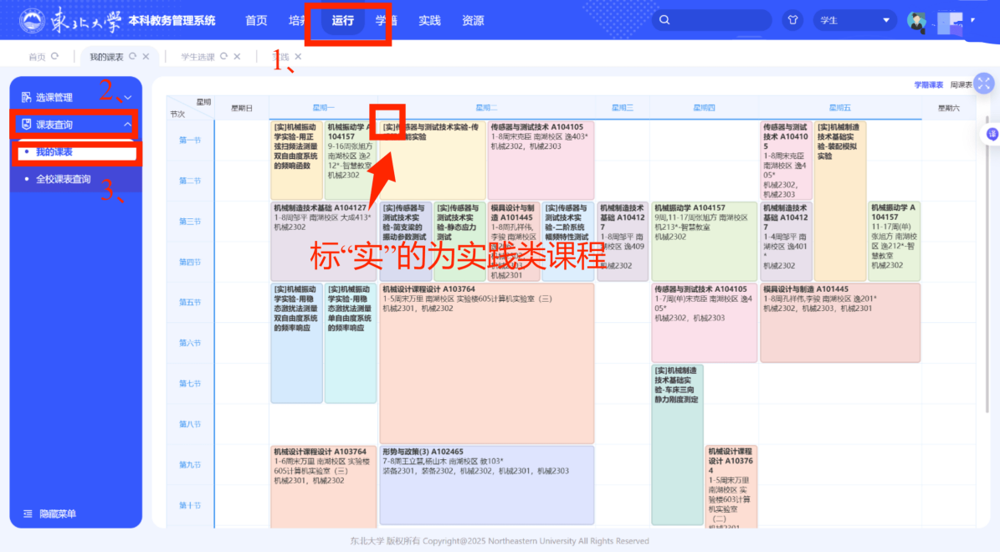 东北大学 本科教务管理系统 首页 运行 学籍 实践 资源 学生
首页 我的课表 学生选课 践
1、
选课管理
2、
课表查询
我的课表
全校课表查询
3、
隐藏菜单
学期课表 周课表
译
星期
节次
星期日 星期一 星期二 星期三 星期四 星期五 星期六
第一节
第二节
第三节
第四节
第五节
第六节
第七节
第八节
第九节
第十节
[实]机械振动
学实验-用正
弦扫频法测量
双自由度系统
的频响函数
机械振动学 A
104157
9-16周张旭方
南湖校区 逸2
12*-智慧教室
机械2302
[实]传感器与测试技术实验-传
实验
传感器与测试技术 A104105
1-8周宋克臣 南湖校区 逸403*
机械2302，机械2303
传感器与测试
技术 A10410
5
1-8周宋克臣
南湖校区 逸4
05*
机械2302,
机械2303
[实]机械制造
技术基础实
验-装配模拟
实验
机械制造技术基础 A104127
1-8周邹平 南湖校区 大成413*
机械2302
[实]传感器与
测试技术实
验-简支梁的
振动参数测试
[实]传感器与
测试技术实
验-静态应力
测试
模具设计与制
造 A101445
1-8周孔祥伟,
李骏 南湖校区
机械2301
[实]传感器与
测试技术实
验-二阶系统
幅频特性测试
机械制造技术
基础 A10412
7
1-8周邹平 南
湖校区 逸409
机械2302
机械振动学 A104157
9周,11-17周张旭方 南湖校区
机213*-智慧教室
机械2302
机械制造技术
基础 A10412
7
1-4周邹平 南
湖校区 逸401
*
机械2302
机械振动学 A
104157
11-17周(单)
张旭方 南湖校
区 逸212*-智
慧教室
机械2302
标“实”的为实践类课程
[实]机械振动
学实验-用稳
态激扰法测量
双自由度系统
的频率响应
[实]机械振动
学实验-用稳
态激扰法测量
单自由度系统
的频率响应
机械设计课程设计 A103764
1-5周宋万里 南湖校区 实验楼605计算机实验室（三）
机械2301，机械2302
传感器与测试技术 A104105
1-7周(单)宋克臣 南湖校区 逸4
05*
机械2302，机械2303
模具设计与制造 A101445
1-8周孔祥伟,李骏 南湖校区 逸201*
机械2302，机械2303，机械2301
[实]机械制造
技术基础实
验-车床三向
静力刚度测定
机械设计课程设计 A103764
1-6周宋万里 南湖校区 实验楼
605计算机实验室（三）
机械2301，机械2302
形势与政策(3) A102465
7-8周王立慧,杨山木 南湖校区 敬103*
装备2301，装备2302，机械2302，机械2301，机械2303
机械设计课程
设计 A10376
4
1-5周宋万里
南湖校区 实
验楼603计算
机实验室
（二）
机械2301
东北大学 版权所有 Copyright@2025 Northeastern University All Rights Reserved